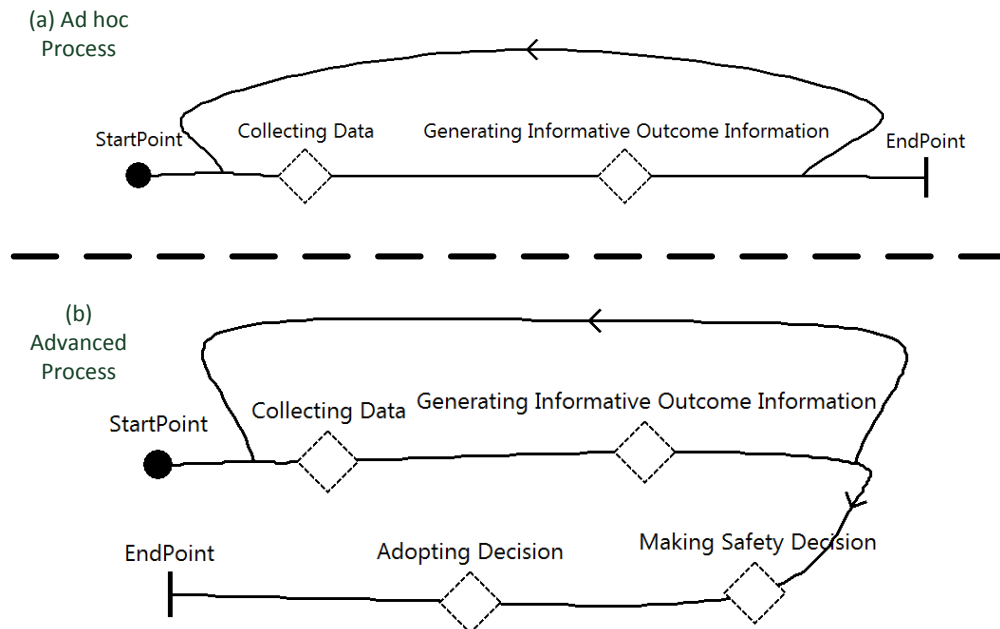 (a) Ad hoc
Process
StartPoint
Collecting Data
Generating Informative Outcome Information
EndPoint
(b)
Advanced
Process
StartPoint
Collecting Data
Generating Informative Outcome Information
EndPoint
Adopting Decision
Making Safety Decision